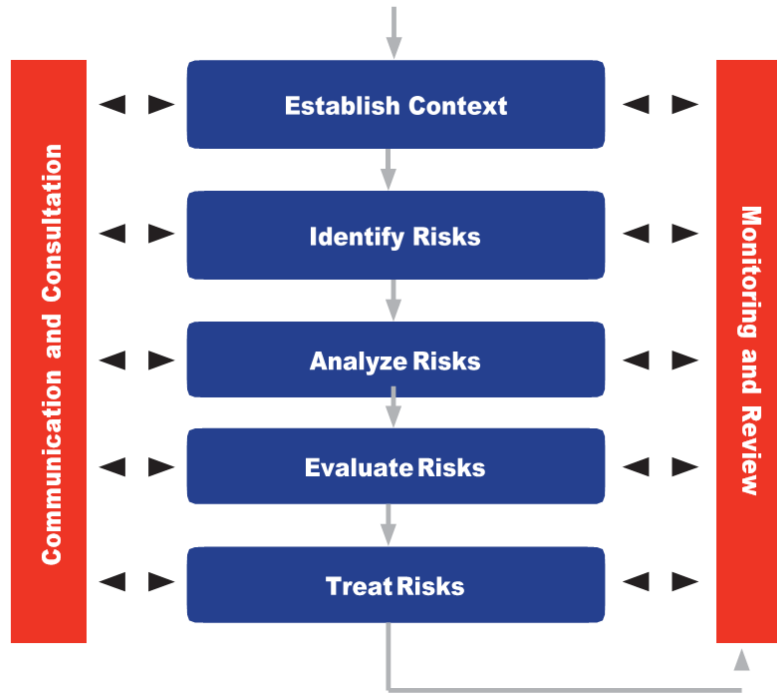 Establish Context
Identify Risks
Analyze Risks
Evaluate Risks
Treat Risks
Communication and Consultation
Monitoring and Review